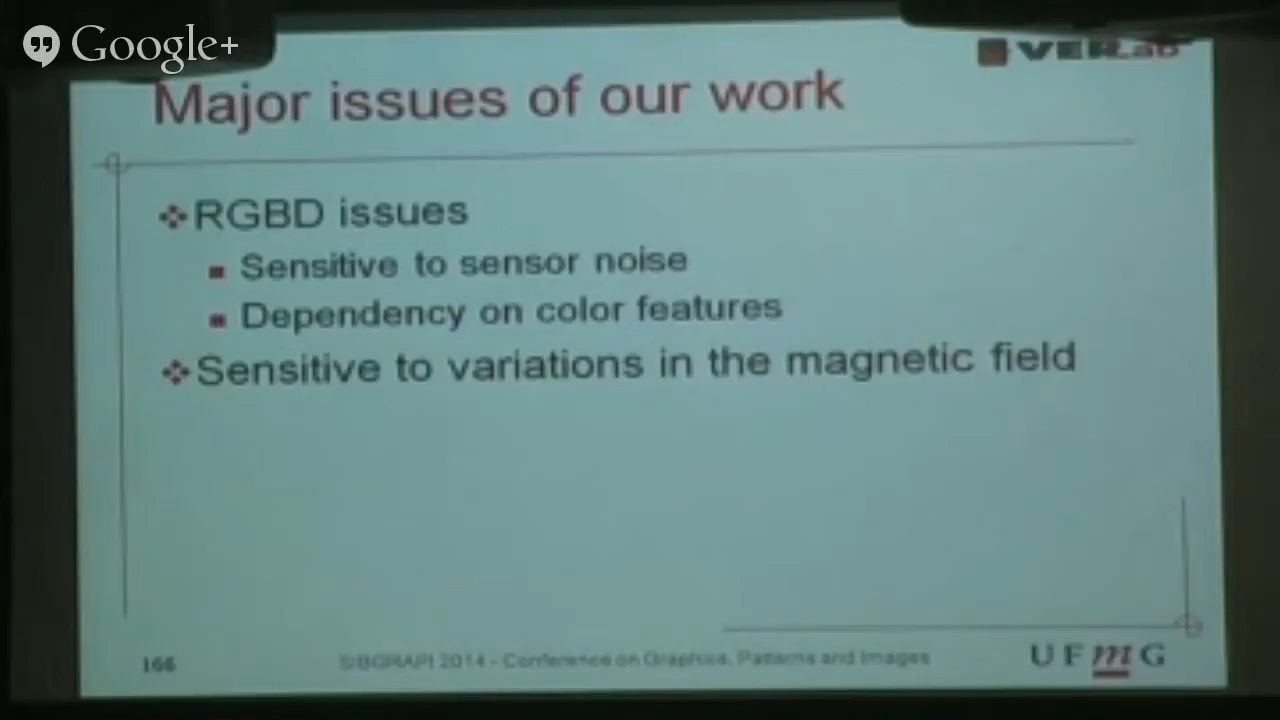 Google+
VERLab
Major issues of our work
RGBD issues
Sensitive to sensor noise
Dependency on color features
Sensitive to variations in the magnetic field
166
SIBGRAPI 2014 - Conference on Graphics, Patterns and Images
UFmG